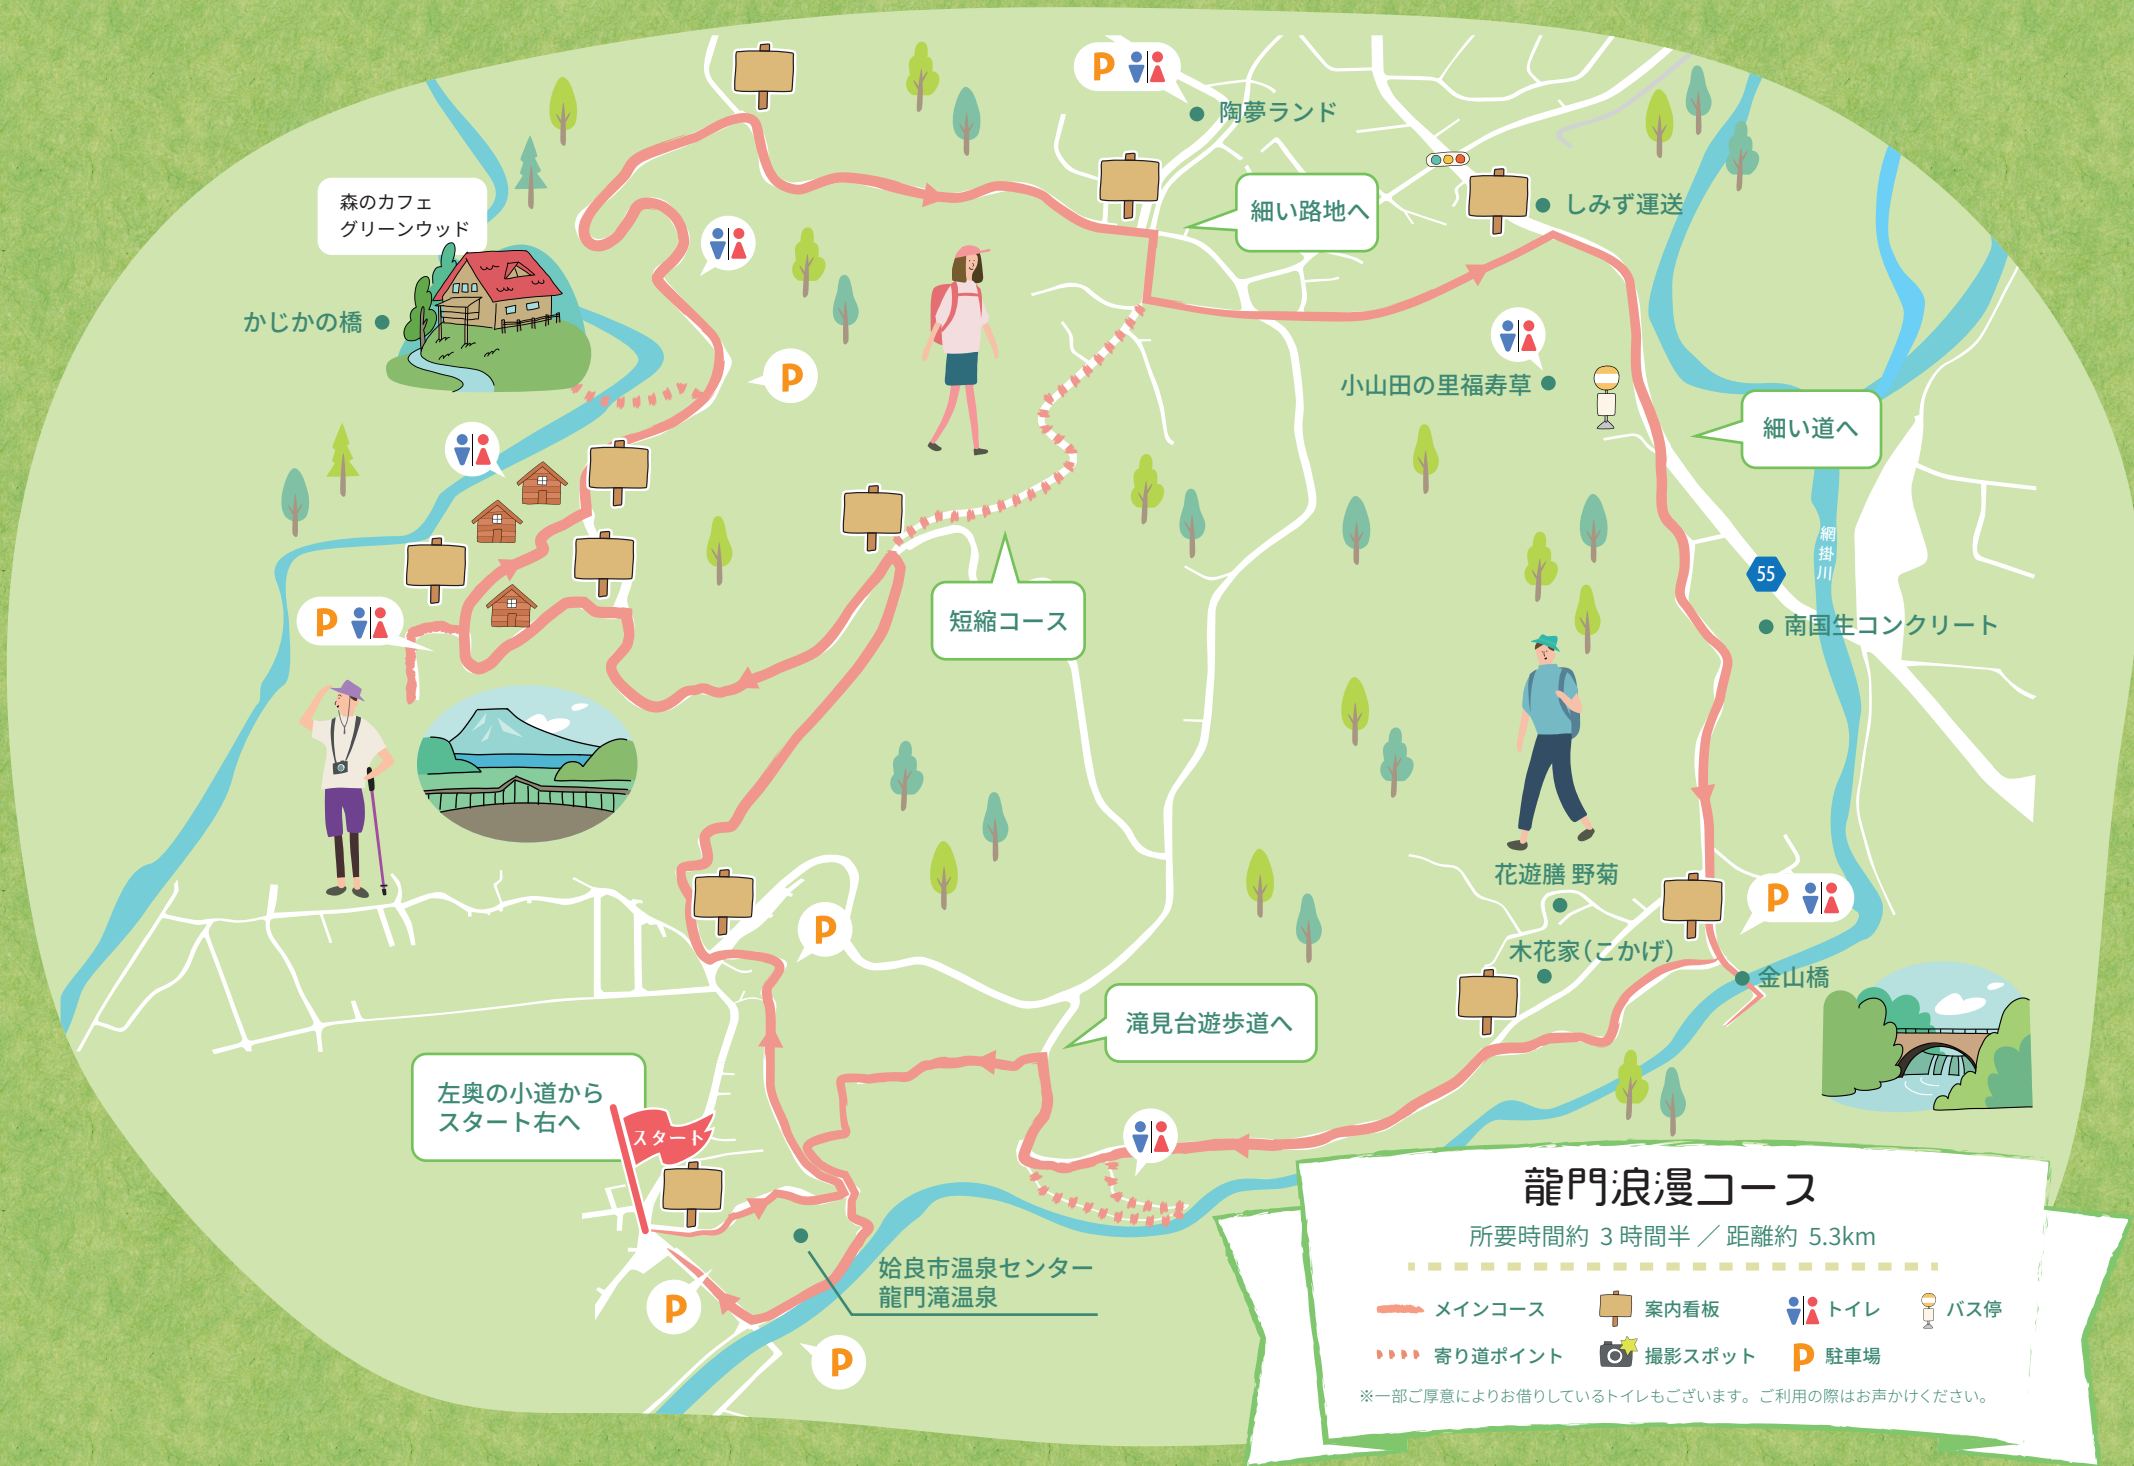 P
陶夢ランド
しみず運送
細い路地へ
森のカフェ
グリーンウッド
かじかの橋
P
小山田の里福寿草
細い道へ
網掛川
55
南国生コンクリート
短縮コース
P
花遊膳 野菊
木花家(こかげ)
P
金山橋
P
滝見台遊歩道へ
左奥の小道から
スタート右へ
スタート
姶良市温泉センター
龍門滝温泉
P
P
龍門浪漫コース
所要時間約 3時間半 / 距離約 5.3km
メインコース
案内看板
トイレ
バス停
寄り道ポイント
撮影スポット
P 駐車場
※一部ご厚意によりお借りしているトイレもございます。ご利用の際はお声かけください。